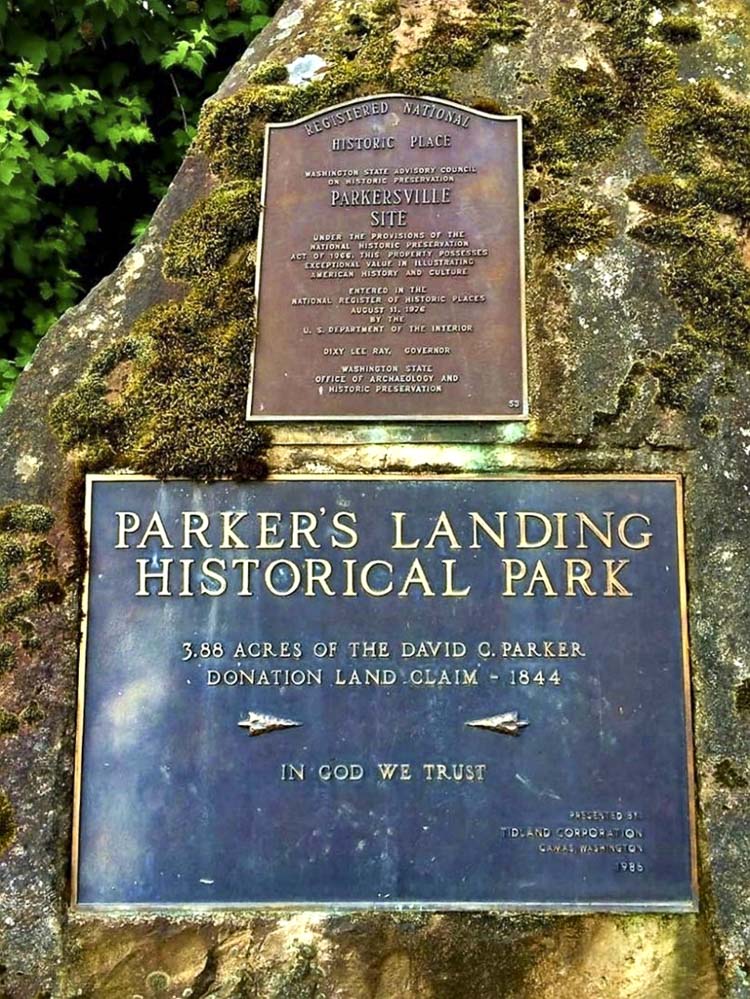 REGISTERED NATIONAL
HISTORIC PLACE
WASHINGTON STATE ADVISORY COUNCIL
ON HISTORIC PRESERVATION
PARKERSVILLE
SITE
UNDER THE PROVISIONS OF THE
NATIONAL HISTORIC PRESERVATION
ACT OF 1966, THIS PROPERTY POSSESSES
EXCEPTIONAL VALUE IN ILLUSTRATING
AMERICAN HISTORY AND CULTURE
ENTERED IN THE
NATIONAL REGISTER OF HISTORIC PLACES
AUGUST 11, 1976
BY THE
U. S. DEPARTMENT OF THE INTERIOR
DIXY LEE RAY, GOVERNOR
WASHINGTON STATE
OFFICE OF ARCHAEOLOGY AND
HISTORIC PRESERVATION
53
PARKER'S LANDING
HISTORICAL PARK
3.88 ACRES OF THE DAVID C. PARKER
DONATION LAND CLAIM - 1844
IN GOD WE TRUST
PRESENTED BY:
TIDLAND CORPORATION
CAMAS, WASHINGTON
1986